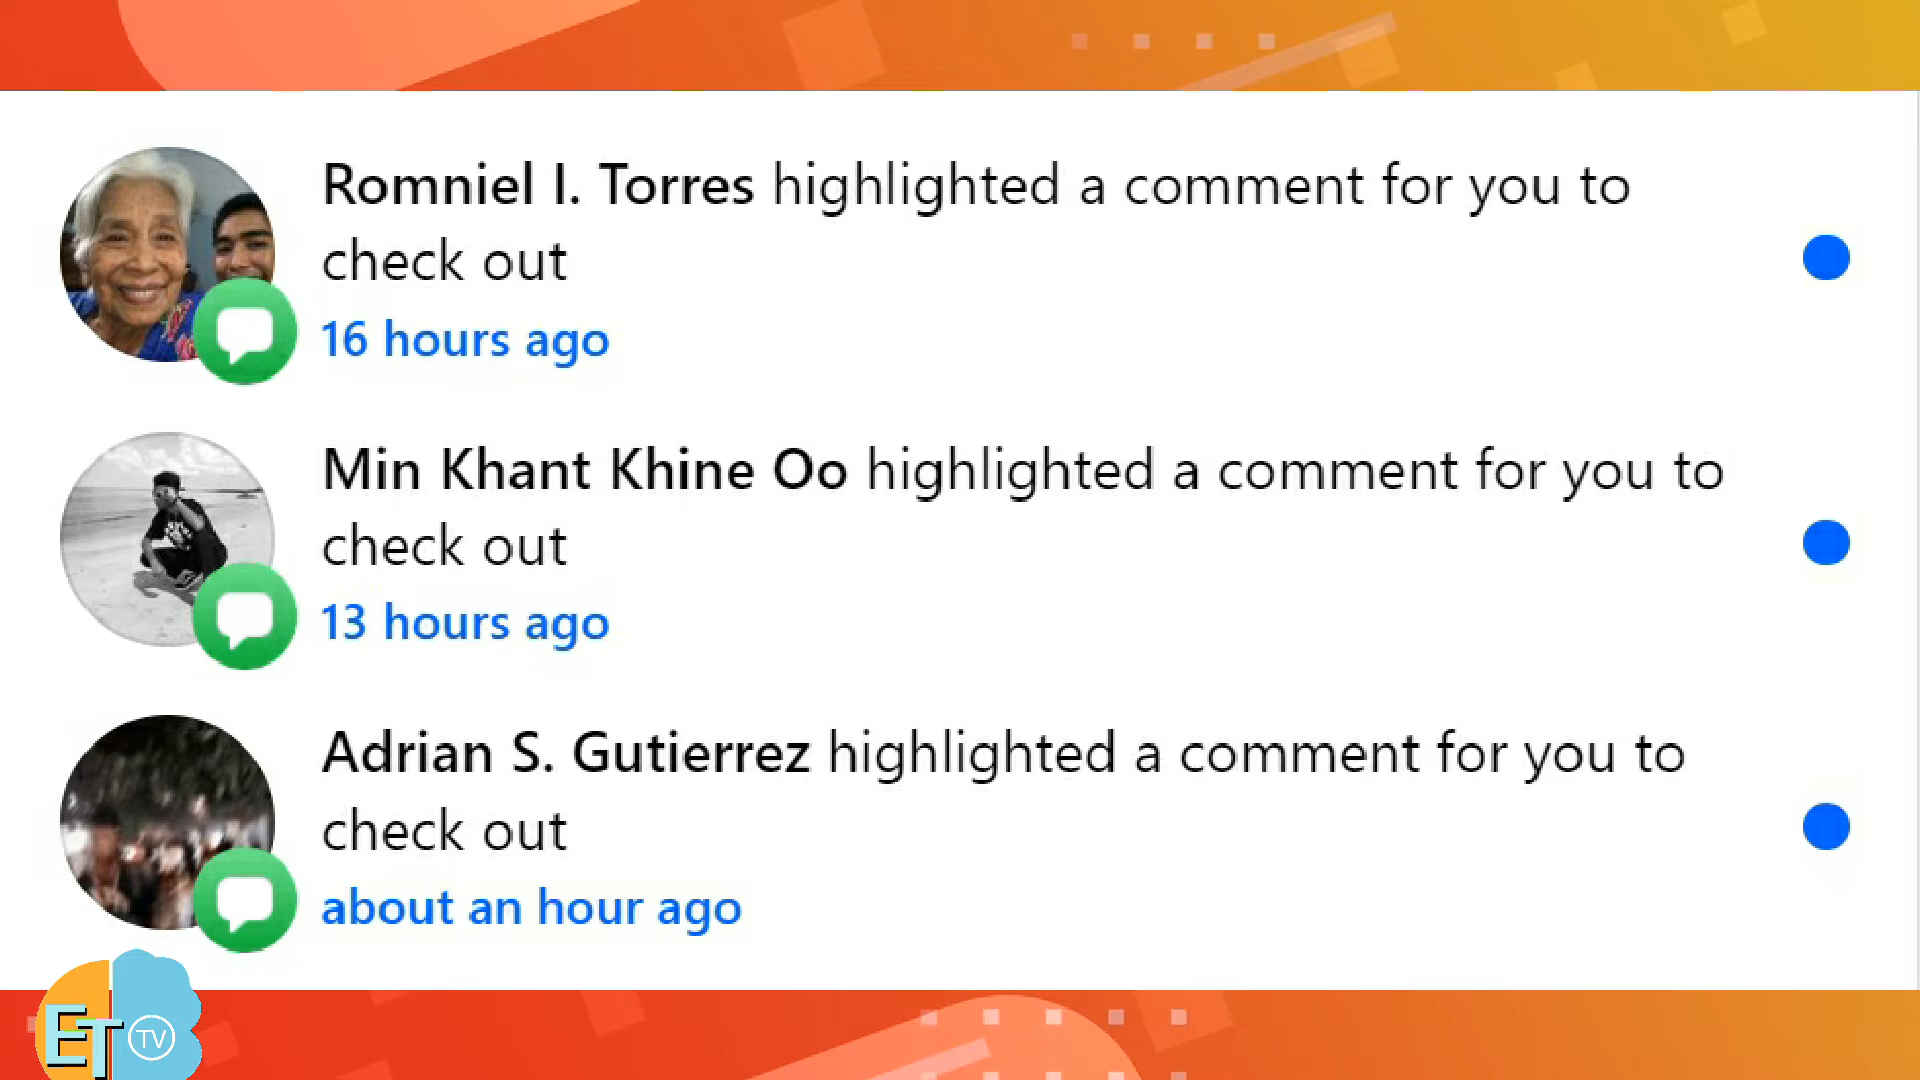 Romniel I. Torres highlighted a comment for you to
check out
16 hours ago
Min Khant Khine Oo highlighted a comment for you to
check out
13 hours ago
Adrian S. Gutierrez highlighted a comment for you to
check out
about an hour ago
ET TV